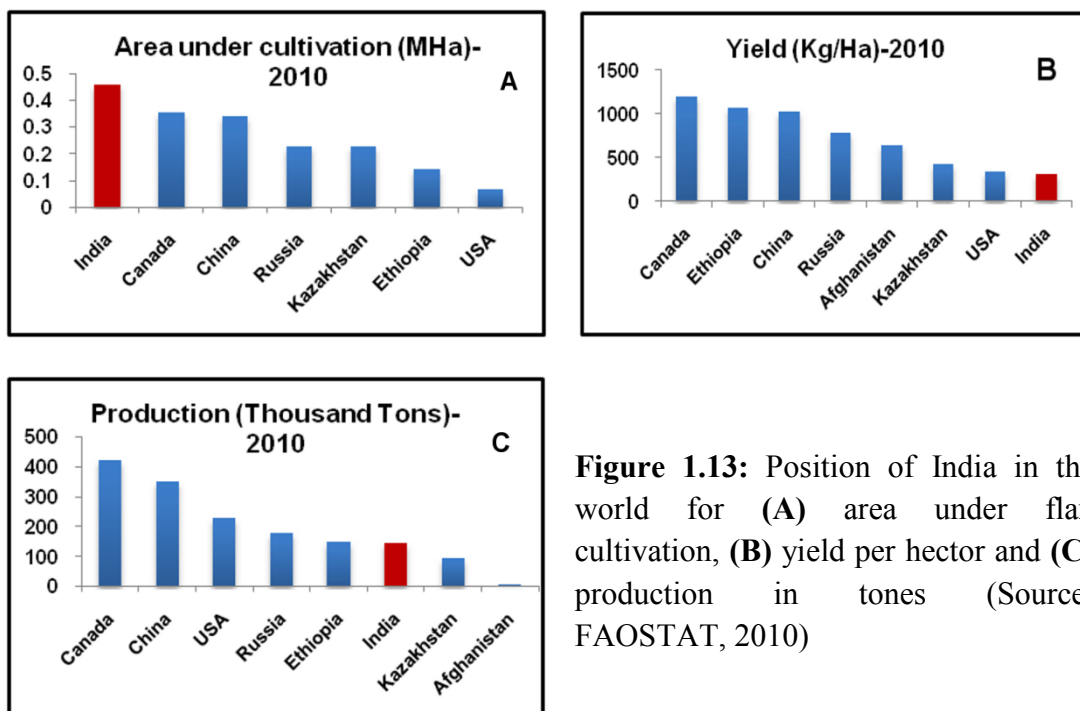 Area under cultivation (MHa)-
2010
A
0.5
0.4
0.3
0.2
0.1
0
India
Canada
China
Russia
Kazakhstan
Ethiopia
USA
Yield (Kg/Ha)-2010
B
1500
1000
500
0
Canada
Ethiopia
China
Russia
Afghanistan
Kazakhstan
USA
India
Production (Thousand Tons)-
2010
C
500
400
300
200
100
0
Canada
China
USA
Russia
Ethiopia
India
Kazakhstan
Afghanistan
Figure 1.13: Position of India in th
world for (A) area under fla
cultivation, (B) yield per hector and (C
production in tones (Source
FAOSTAT, 2010)